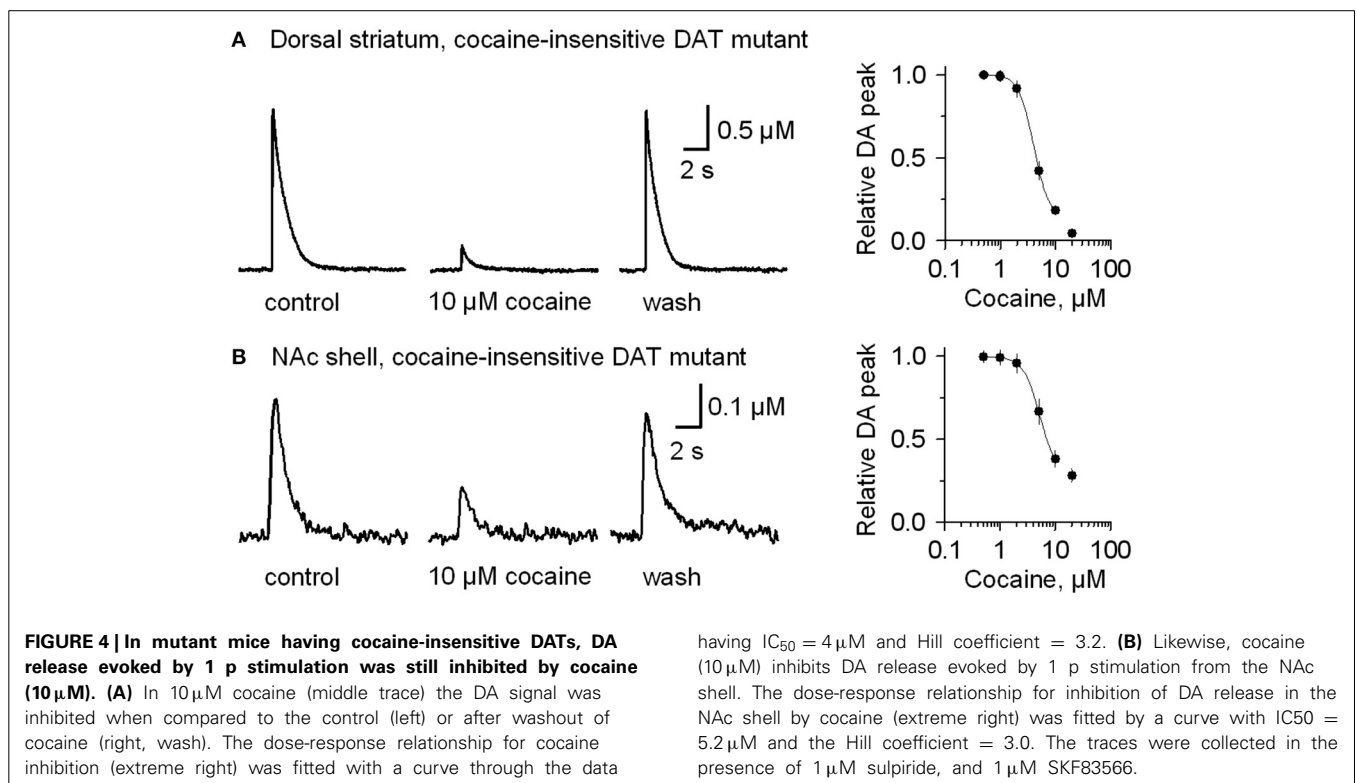 A Dorsal striatum, cocaine-insensitive DAT mutant
0.5 µM
2 s
control
10 µM cocaine
wash
Relative DA peak
1.0
0.5
0.0
0.1 1 10 100
Cocaine, µM
B NAc shell, cocaine-insensitive DAT mutant
0.1 µM
2 s
control
10 µM cocaine
wash
Relative DA peak
1.0
0.5
0.0
0.1 1 10 100
Cocaine, µM
FIGURE 4 | In mutant mice having cocaine-insensitive DATs, DA
release evoked by 1 p stimulation was still inhibited by cocaine
(10 µM). (A) In 10 µM cocaine (middle trace) the DA signal was
inhibited when compared to the control (left) or after washout of
cocaine (right, wash). The dose-response relationship for cocaine
inhibition (extreme right) was fitted with a curve through the data
having IC50 = 4 µM and Hill coefficient = 3.2. (B) Likewise, cocaine
(10 µM) inhibits DA release evoked by 1 p stimulation from the NAc
shell. The dose-response relationship for inhibition of DA release in the
NAc shell by cocaine (extreme right) was fitted by a curve with IC50 =
5.2 µM and the Hill coefficient = 3.0. The traces were collected in the
presence of 1 µM sulpiride, and 1 µM SKF83566.